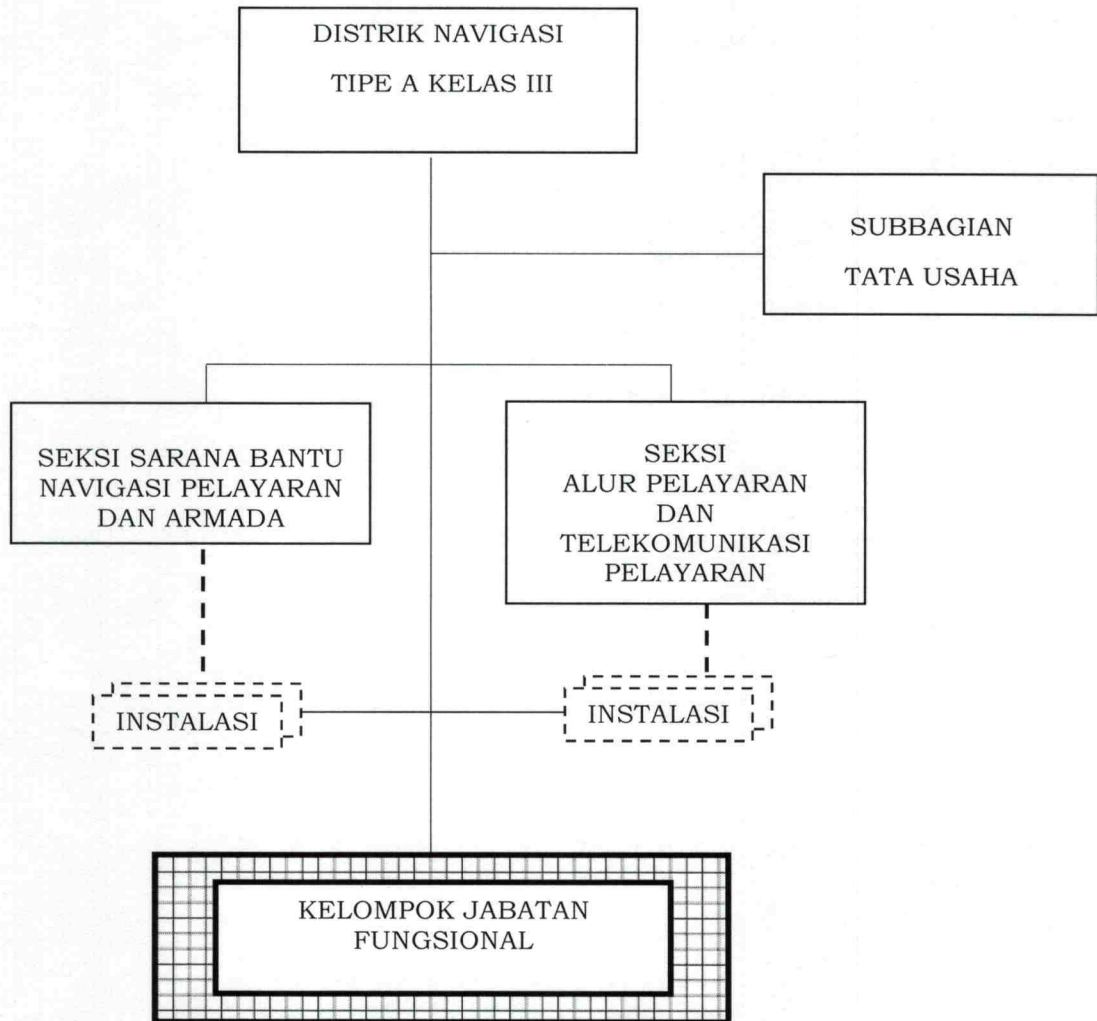 DISTRIK NAVIGASI
TIPE A KELAS III
SUBBAGIAN
TATA USAHA
SEKSI SARANA BANTU
NAVIGASI PELAYARAN
DAN ARMADA
SEKSI
ALUR PELAYARAN
DAN
TELEKOMUNIKASI
PELAYARAN
INSTALASI
INSTALASI
KELOMPOK JABATAN
FUNGSIONAL